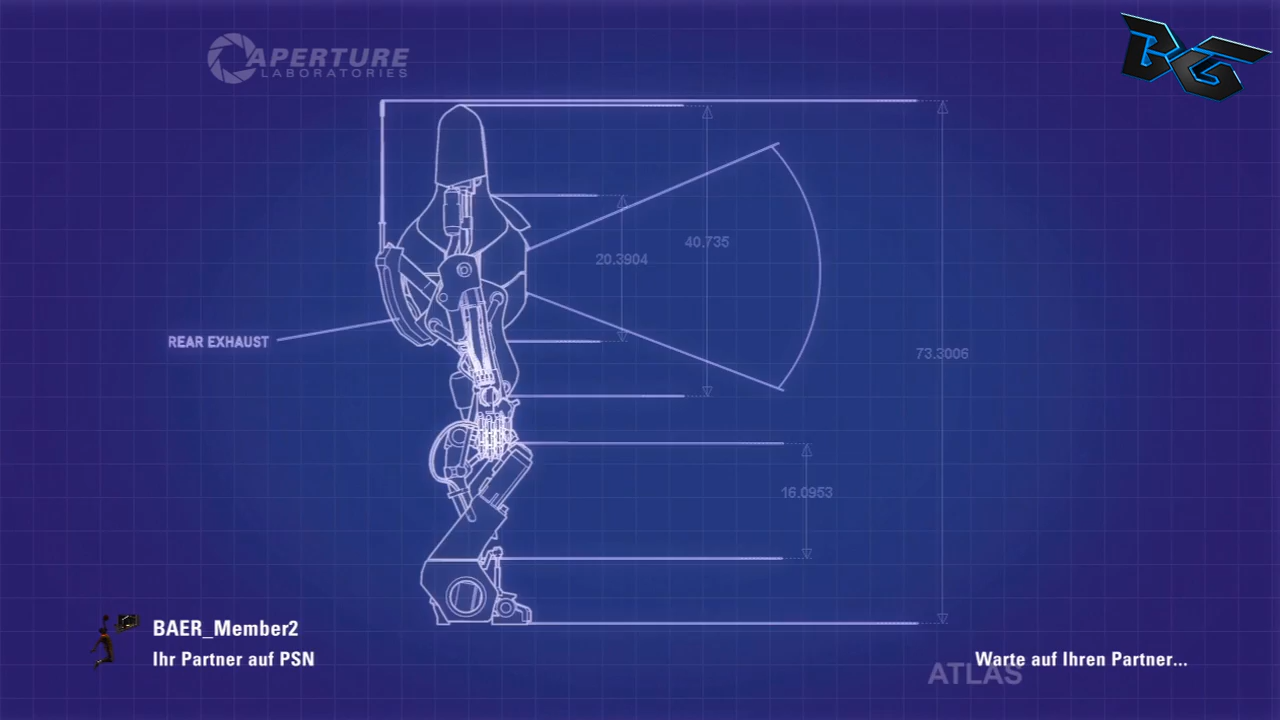 APERTURE
LABORATORIES
BG
40.735
20.3904
REAR EXHAUST
73.3006
16.0953
BAER_Member2
Ihr Partner auf PSN
Warte auf Ihren Partner...
ATLAS